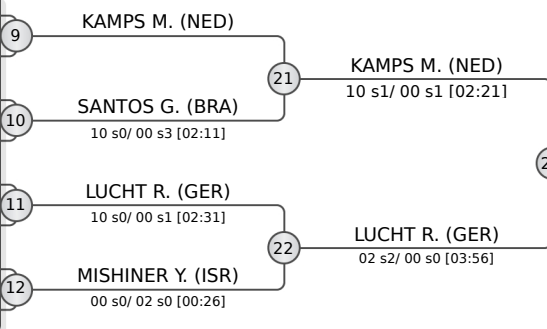 KAMPS M. (NED)
9
21
KAMPS M. (NED)
10 s1/ 00 s1 [02:21]
SANTOS G. (BRA)
10
10 s0/ 00 s3 [02:11]
LUCHT R. (GER)
11
10 s0/ 00 s1 [02:31]
22
LUCHT R. (GER)
02 s2/ 00 s0 [03:56]
MISHINER Y. (ISR)
12
00 s0/ 02 s0 [00:26]